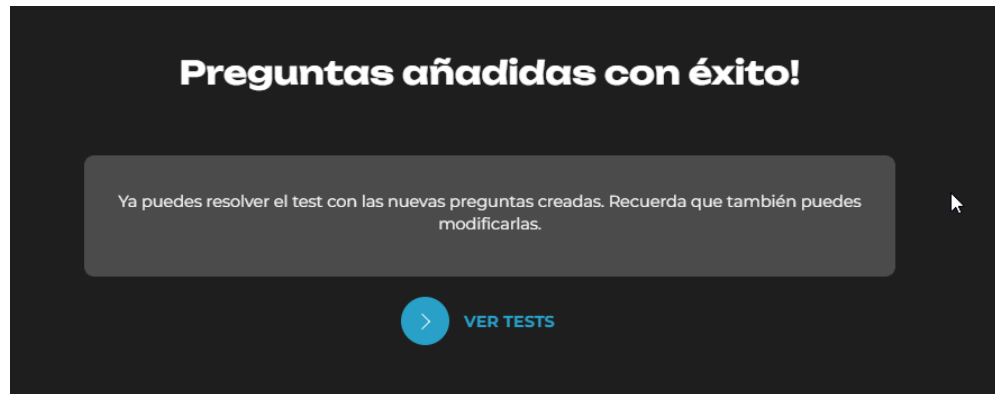 Preguntas añadidas con éxito!
Ya puedes resolver el test con las nuevas preguntas creadas. Recuerda que también puedes
modificarlas.
VER TESTS